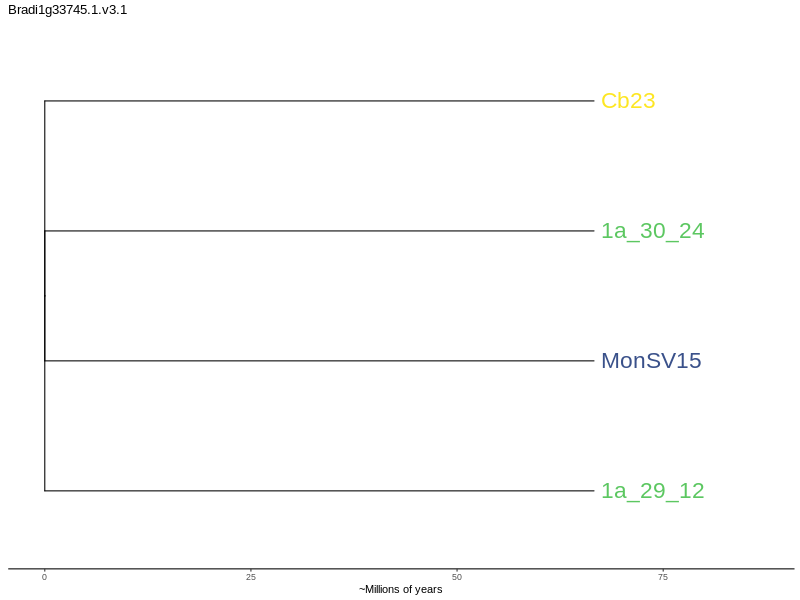 Bradi1g33745.1.v3.1
Cb23
1a_30_24
MonSV15
1a_29_12
0 25 50 75
~Millions of years